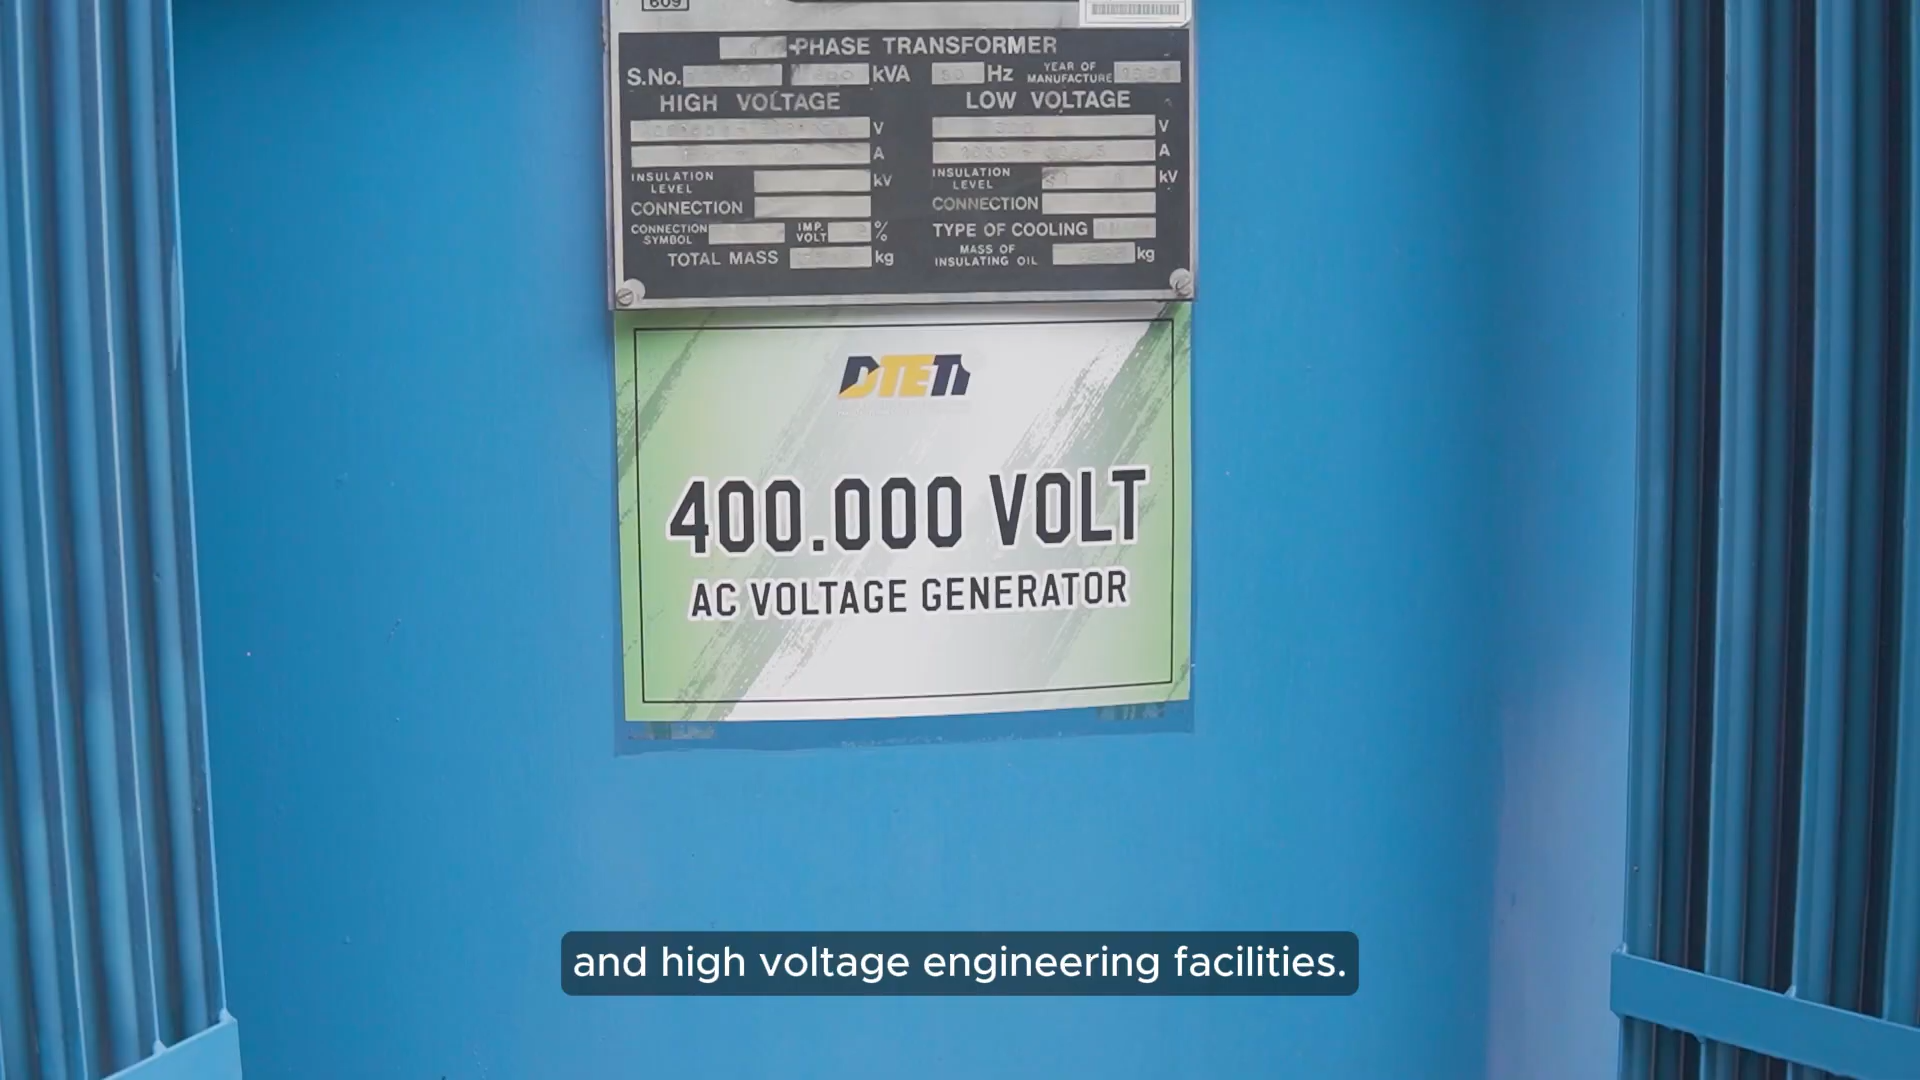 609
-PHASE TRANSFORMER
S.No. kVA Hz YEAR OF MANUFACTURE
HIGH VOLTAGE
LOW VOLTAGE
V
V
A
A
INSULATION LEVEL kV
INSULATION LEVEL kV
CONNECTION
CONNECTION
CONNECTION SYMBOL IMP. VOLT %
TYPE OF COOLING
TOTAL MASS kg
MASS OF INSULATING OIL kg
DTETI
400.000 VOLT
AC VOLTAGE GENERATOR
and high voltage engineering facilities.